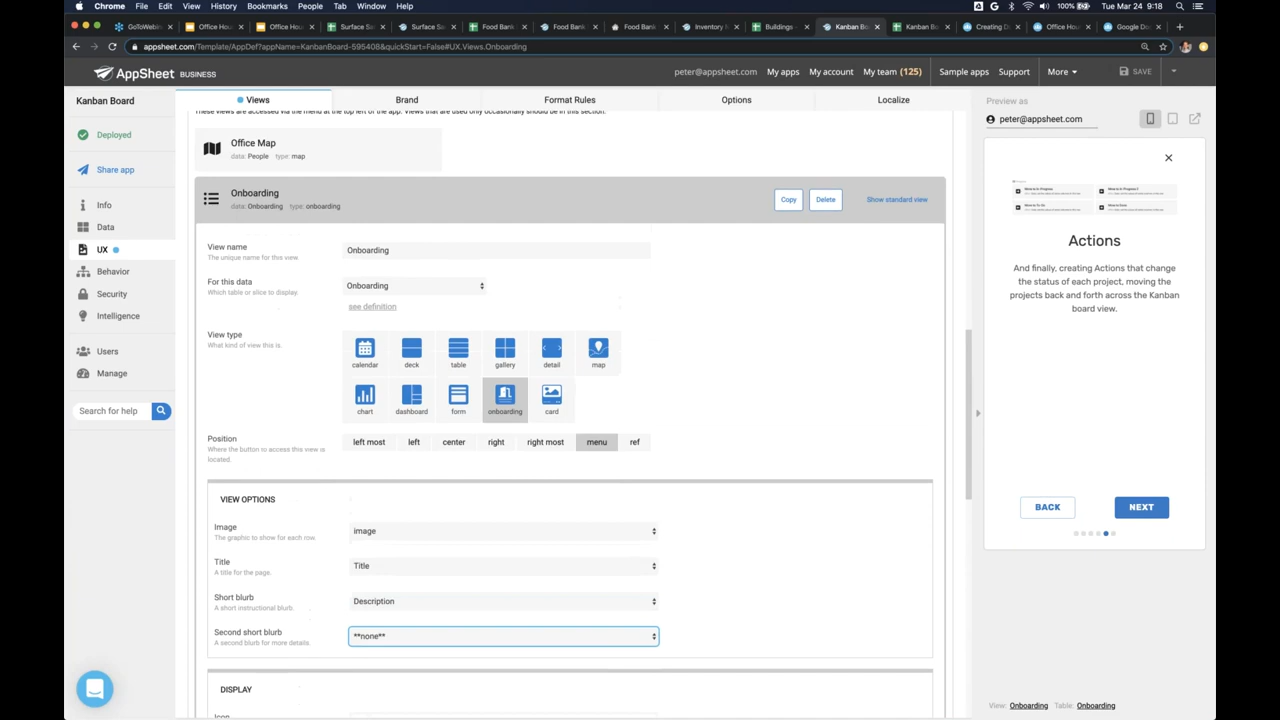 Chrome File Edit View History Bookmarks People Tab Window Help 100% Tue Mar 24 9:18
GoToWebin Office Hou Office Hou Surface Sa Surface Sa Food Bank Food Bank Food Bank Inventory Buildings Kanban Bo Kanban Bo Creating D Office Hou Google Da
appsheet.com/Template/AppDef?appName=KanbanBoard-595408&quickStart=False#UX.Views.Onboarding
AppSheet BUSINESS peter@appsheet.com My apps My account My team (125) Sample apps Support More SAVE
Kanban Board Views Brand Format Rules Options Localize
These views are accessed via the menu at the top left of the app. Views that are used only occasionally should be in this section.
Deployed
Share app
Info
Data
UX
Behavior
Security
Intelligence
Users
Manage
Search for help
Office Map
data: People type: map
Onboarding
data: Onboarding type: onboarding
Copy Delete Show standard view
View name
The unique name for this view.
Onboarding
For this data
Which table or slice to display.
Onboarding
see definition
View type
What kind of view this is.
calendar deck table gallery detail map
chart dashboard form onboarding card
Position
Where the button to access this view is
located.
left most left center right right most menu ref
VIEW OPTIONS
Image
The graphic to show for each row.
image
Title
A title for the page.
Title
Short blurb
A short instructional blurb.
Description
Second short blurb
A second blurb for more details.
**none**
DISPLAY
Icon
Preview as
peter@appsheet.com
Actions
And finally, creating Actions that change
the status of each project, moving the
projects back and forth across the Kanban
board view.
BACK NEXT
View: Onboarding Table: Onboarding